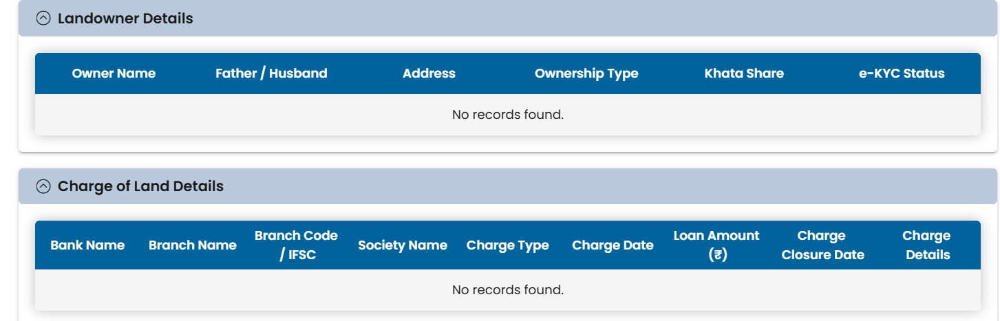 Landowner Details
Owner Name Father / Husband Address Ownership Type Khata Share e-KYC Status
No records found.
Charge of Land Details
Bank Name Branch Name Branch Code / IFSC Society Name Charge Type Charge Date Loan Amount (₹) Charge Closure Date Charge Details
No records found.